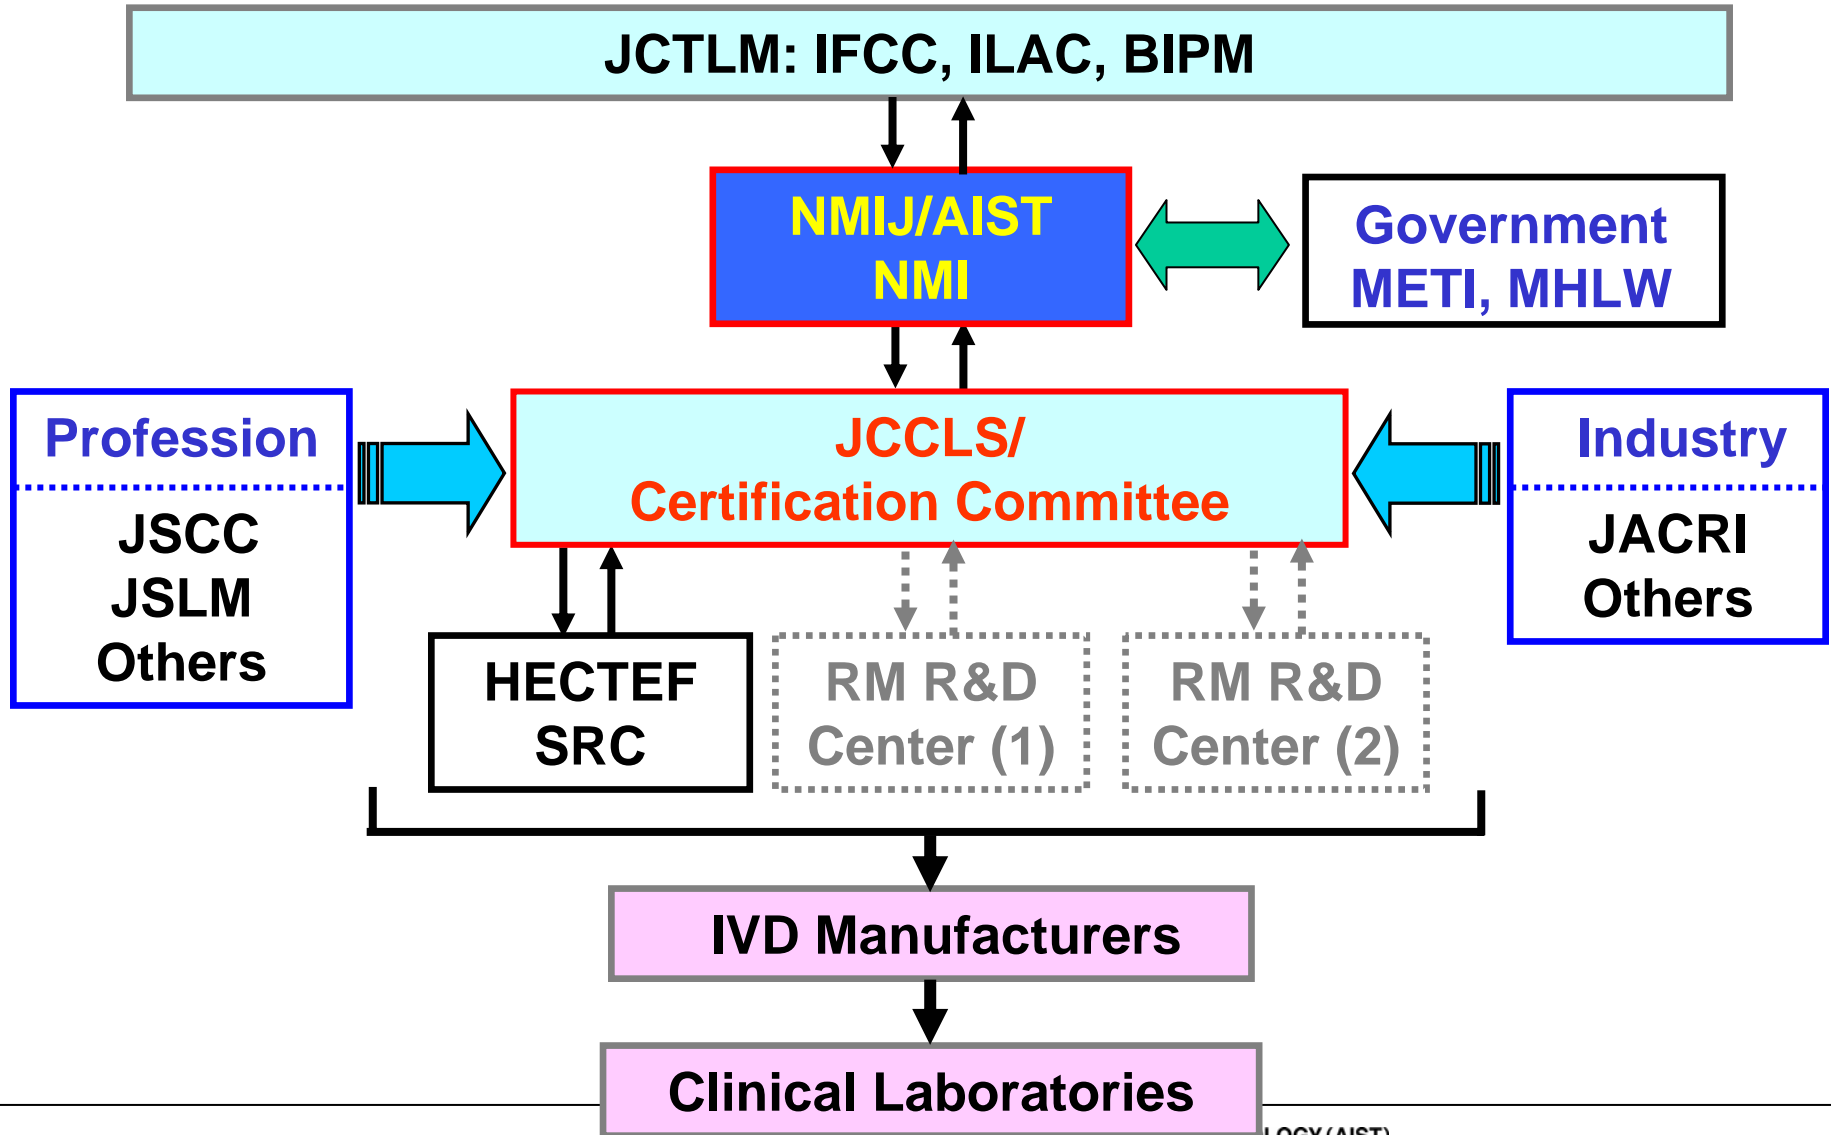 JCTLM: IFCC, ILAC, BIPM
NMIJ/AIST
NMI
Government
METI, MHLW
Profession
JSCC
JSLM
Others
JCCLS/
Certification Committee
Industry
JACRI
Others
HECTEF
SRC
RM R&D
Center (1)
RM R&D
Center (2)
IVD Manufacturers
Clinical Laboratories
(AIST)